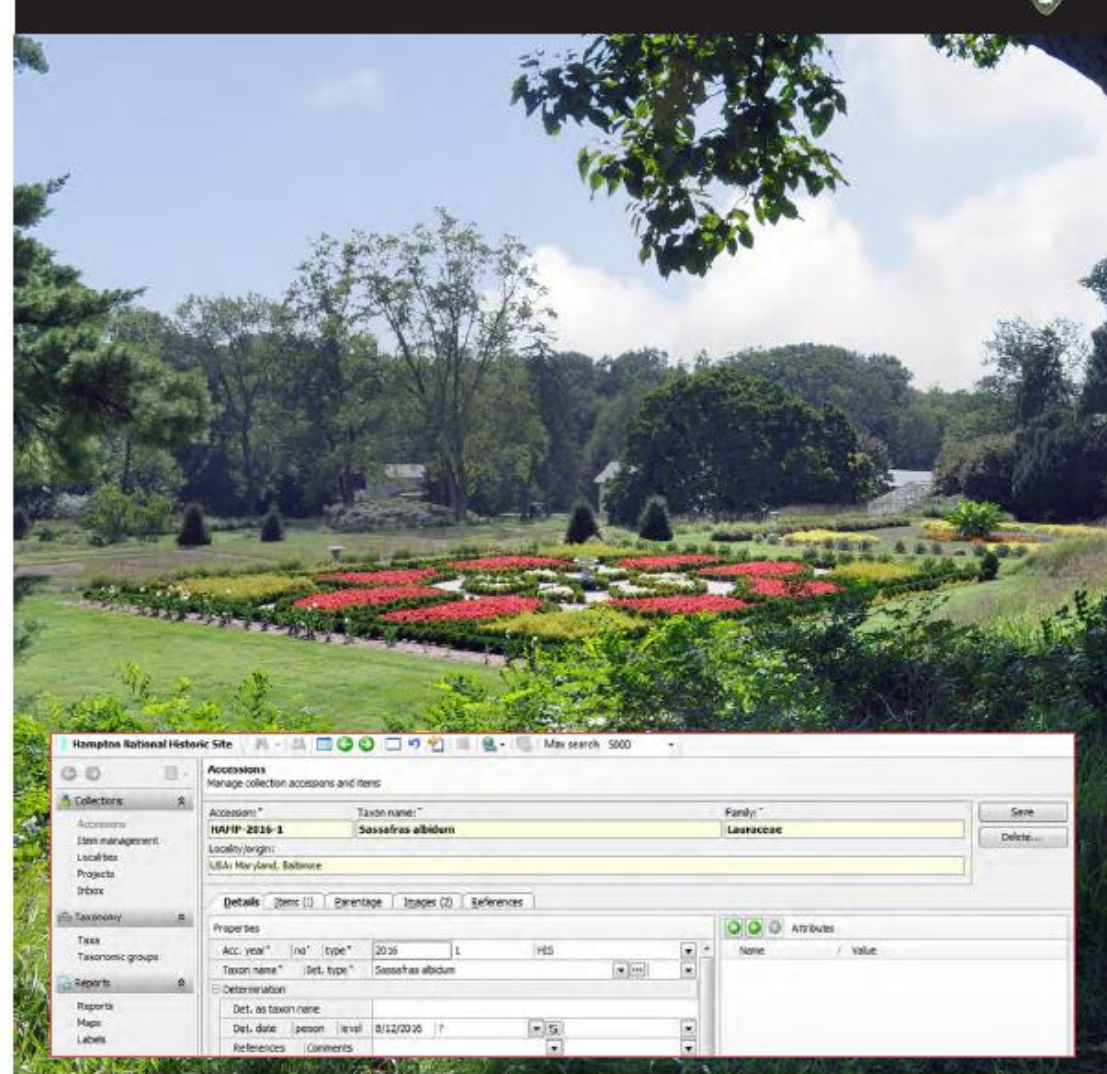 Hampton National Historic Site Max search 5000
Accessions
Manage collection accessions and items
Collections
Accessions
Item management
Localities
Projects
Inbox
Taxonomy
Taxa
Taxonomic groups
Reports
Reports
Maps
Labels
Accession:* Taxon name:* Family:*
HAMP-2016-1 Sassafras albidum Lauraceae
Locality/origin:
USA: Maryland, Baltimore
Save
Delete...
Details Items (1) Parentage Images (2) References
Properties
Acc. year* no* type* 2016 1 HIS
Taxon name* Det. type* Sassafras albidum
Determination
Det. as taxon name
Det. date person level 8/12/2016 ?
References Comments
Attributes
Name / Value